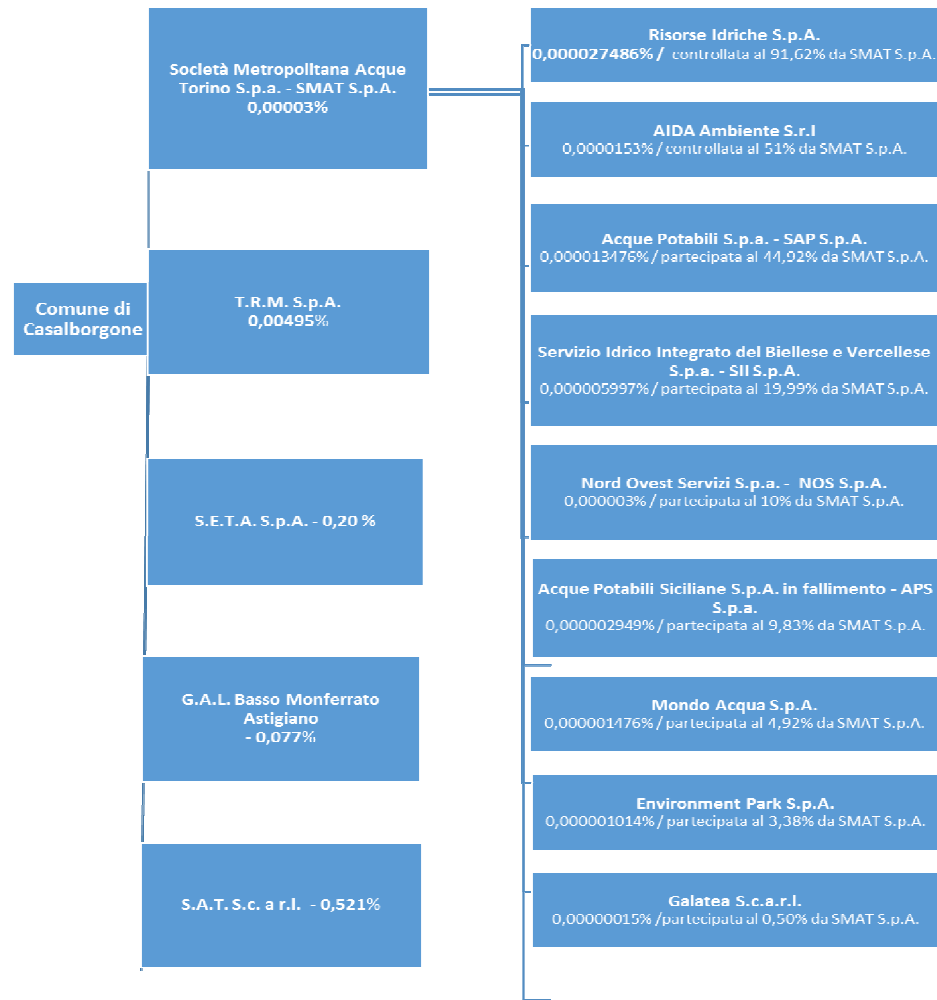 Comune di
Casalborgone
Società Metropolitana Acque
Torino S.p.a. - SMAT S.p.A.
0,00003%
T.R.M. S.p.A.
0,00495%
S.E.T.A. S.p.A. - 0,20 %
G.A.L. Basso Monferrato
Astigiano
- 0,077%
S.A.T. S.c. a r.l. - 0,521%
Risorse Idriche S.p.A.
0,000027486% / controllata al 91,62% da SMAT S.p.A.
AIDA Ambiente S.r.l
0,0000153% / controllata al 51% da SMAT S.p.A.
Acque Potabili S.p.a. - SAP S.p.A.
0,000013476% / partecipata al 44,92% da SMAT S.p.A.
Servizio Idrico Integrato del Biellese e Vercellese
S.p.a. - SII S.p.A.
0,000005997% / partecipata al 19,99% da SMAT S.p.A.
Nord Ovest Servizi S.p.a. - NOS S.p.A.
0,000003% / partecipata al 10% da SMAT S.p.A.
Acque Potabili Siciliane S.p.A. in fallimento - APS
S.p.a.
0,000002949% / partecipata al 9,83% da SMAT S.p.A.
Mondo Acqua S.p.A.
0,000001476% / partecipata al 4,92% da SMAT S.p.A.
Environment Park S.p.A.
0,000001014% / partecipata al 3,38% da SMAT S.p.A.
Galatea S.c.a.r.l.
0,00000015% /partecipata al 0,50% da SMAT S.p.A.